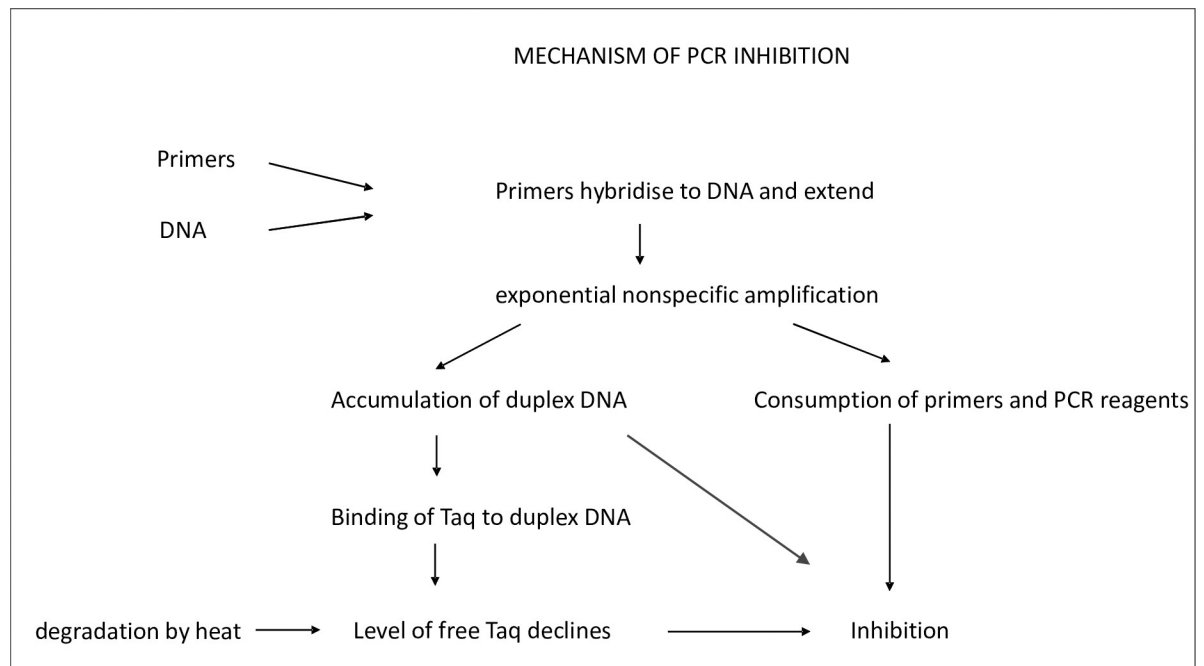 MECHANISM OF PCR INHIBITION
Primers
Primers hybridise to DNA and extend
DNA
exponential nonspecific amplification
Accumulation of duplex DNA
Consumption of primers and PCR reagents
Binding of Taq to duplex DNA
degradation by heat
Level of free Taq declines
Inhibition